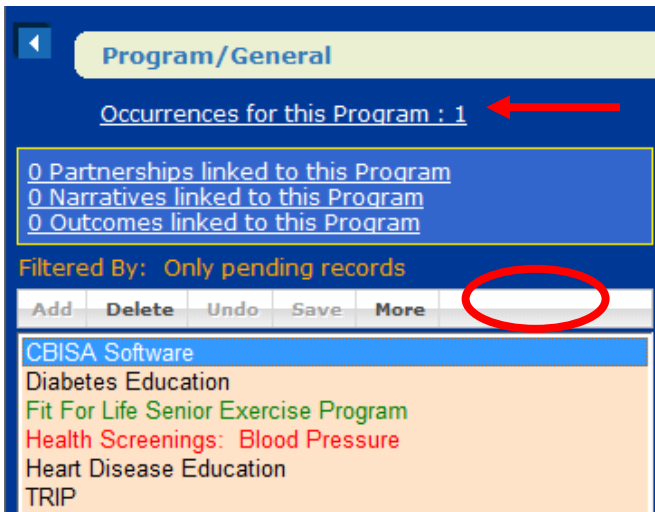 Program/General
Occurrences for this Program : 1
0 Partnerships linked to this Program
0 Narratives linked to this Program
0 Outcomes linked to this Program
Filtered By: Only pending records
Add Delete Undo Save More
CBISA Software
Diabetes Education
Fit For Life Senior Exercise Program
Health Screenings: Blood Pressure
Heart Disease Education
TRIP